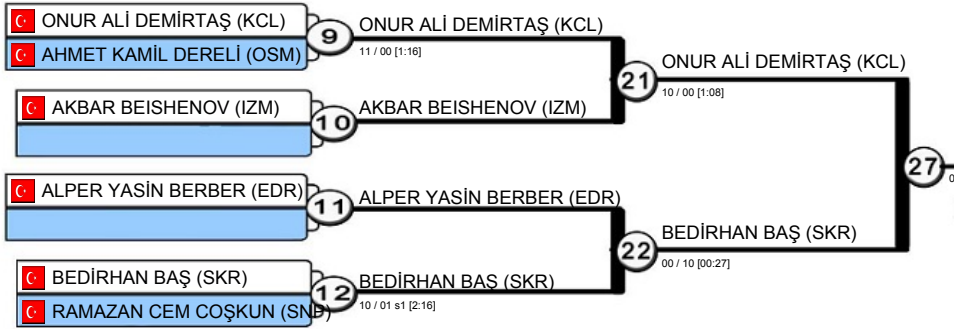 ONUR ALİ DEMİRTAŞ (KCL)
AHMET KAMİL DERELİ (OSM)
9
ONUR ALİ DEMİRTAŞ (KCL)
11 / 00 [1:16]
AKBAR BEISHENOV (IZM)
10
AKBAR BEISHENOV (IZM)
21
ONUR ALİ DEMİRTAŞ (KCL)
10 / 00 [1:08]
ALPER YASİN BERBER (EDR)
11
ALPER YASİN BERBER (EDR)
BEDİRHAN BAŞ (SKR)
RAMAZAN CEM COŞKUN (SNP)
12
BEDİRHAN BAŞ (SKR)
10 / 01 s1 [2:16]
22
BEDİRHAN BAŞ (SKR)
00 / 10 [00:27]
27
0